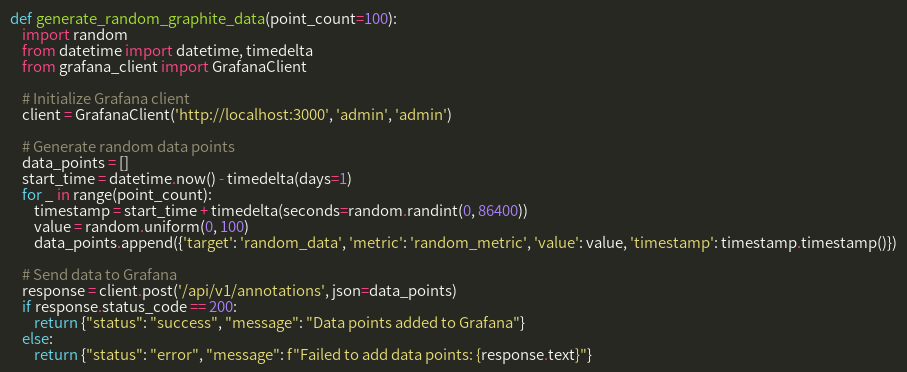 def generate_random_graphite_data(point_count=100):
    import random
    from datetime import datetime, timedelta
    from grafana_client import GrafanaClient

    # Initialize Grafana client
    client = GrafanaClient('http://localhost:3000', 'admin', 'admin')

    # Generate random data points
    data_points = []
    start_time = datetime.now() - timedelta(days=1)
    for _ in range(point_count):
        timestamp = start_time + timedelta(seconds=random.randint(0, 86400))
        value = random.uniform(0, 100)
        data_points.append({'target': 'random_data', 'metric': 'random_metric', 'value': value, 'timestamp': timestamp.timestamp()})

    # Send data to Grafana
    response = client.post('/api/v1/annotations', json=data_points)
    if response.status_code == 200:
        return {"status": "success", "message": "Data points added to Grafana"}
    else:
        return {"status": "error", "message": f"Failed to add data points: {response.text}"}